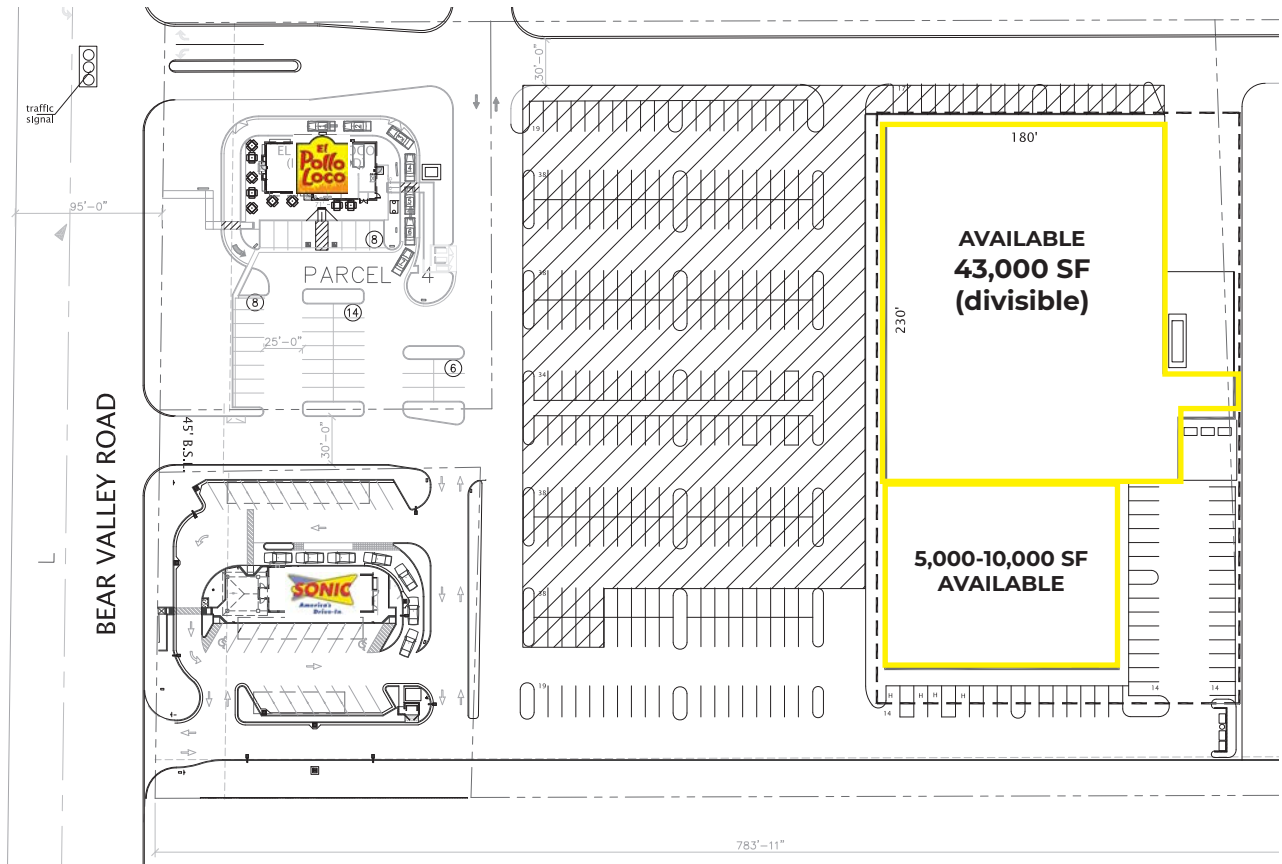 traffic
signal
30'-0"
17
19
180'
El
Pollo
Loco
38
95'-0"
8
PARCEL 4
8
14
25'-0"
6
AVAILABLE
43,000 SF
(divisible)
230'
34
BEAR VALLEY ROAD
45' B.S.L.
30'-0"
38
SONIC
America's
Drive-In.
5,000-10,000 SF
AVAILABLE
38
19
H
H
H
H
14
14
14
L
783'-11"